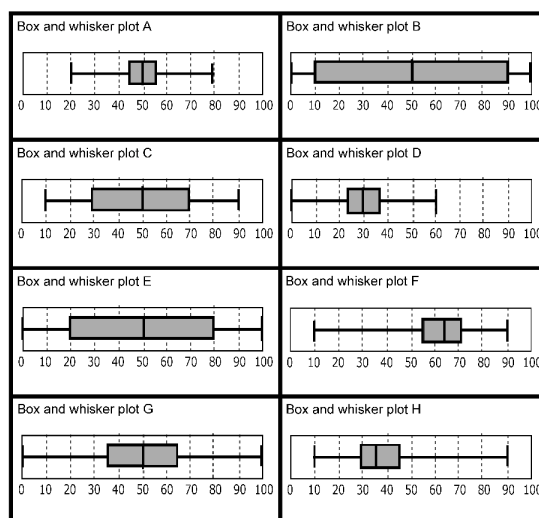 Box and whisker plot A
0 10 20 30 40 50 60 70 80 90 100
Box and whisker plot B
0 10 20 30 40 50 60 70 80 90 100
Box and whisker plot C
0 10 20 30 40 50 60 70 80 90 100
Box and whisker plot D
0 10 20 30 40 50 60 70 80 90 100
Box and whisker plot E
0 10 20 30 40 50 60 70 80 90 100
Box and whisker plot F
0 10 20 30 40 50 60 70 80 90 100
Box and whisker plot G
0 10 20 30 40 50 60 70 80 90 100
Box and whisker plot H
0 10 20 30 40 50 60 70 80 90 100